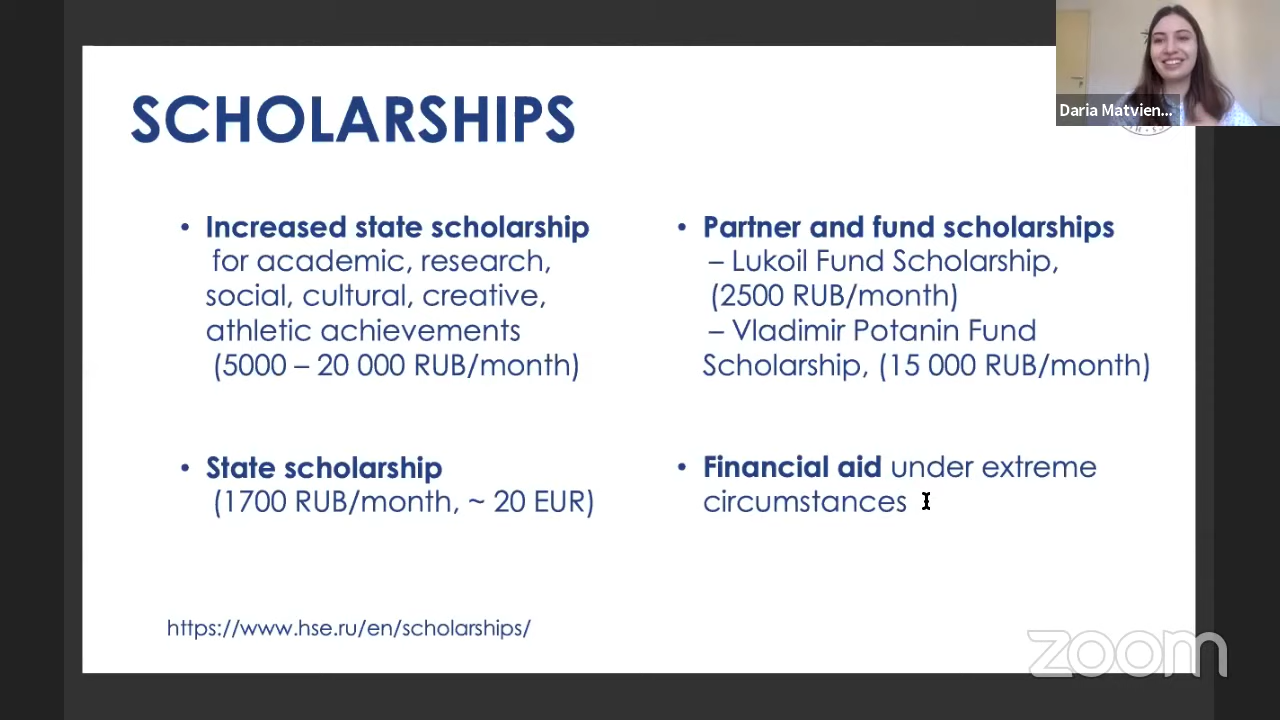 SCHOLARSHIPS
Daria Matvien...
• Increased state scholarship
for academic, research,
social, cultural, creative,
athletic achievements
(5000 – 20 000 RUB/month)
• State scholarship
(1700 RUB/month, ~ 20 EUR)
• Partner and fund scholarships
– Lukoil Fund Scholarship,
(2500 RUB/month)
– Vladimir Potanin Fund
Scholarship, (15 000 RUB/month)
• Financial aid under extreme
circumstances
https://www.hse.ru/en/scholarships/
zoom